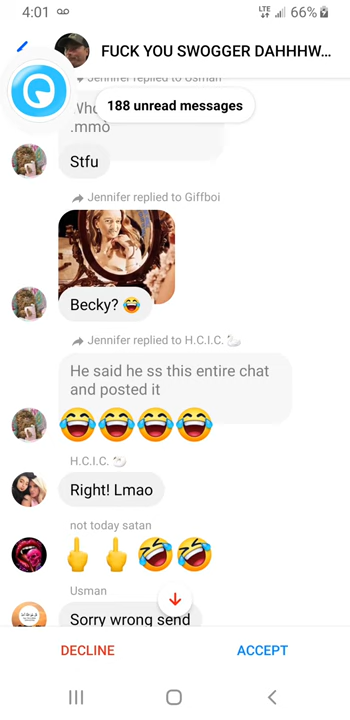 4:01
LTE
66%
FUCK YOU SWOGGER DAHHHW...
Jennifer replied to Usman
188 unread messages
.mmò
Stfu
Jennifer replied to Giffboi
Becky? 😂
Jennifer replied to H.C.I.C. 🦢
He said he ss this entire chat
and posted it
😂😂😂😂
H.C.I.C. 🦢
Right! Lmao
not today satan
🖕🖕🤣🤣
Usman
Sorry wrong send
DECLINE
ACCEPT